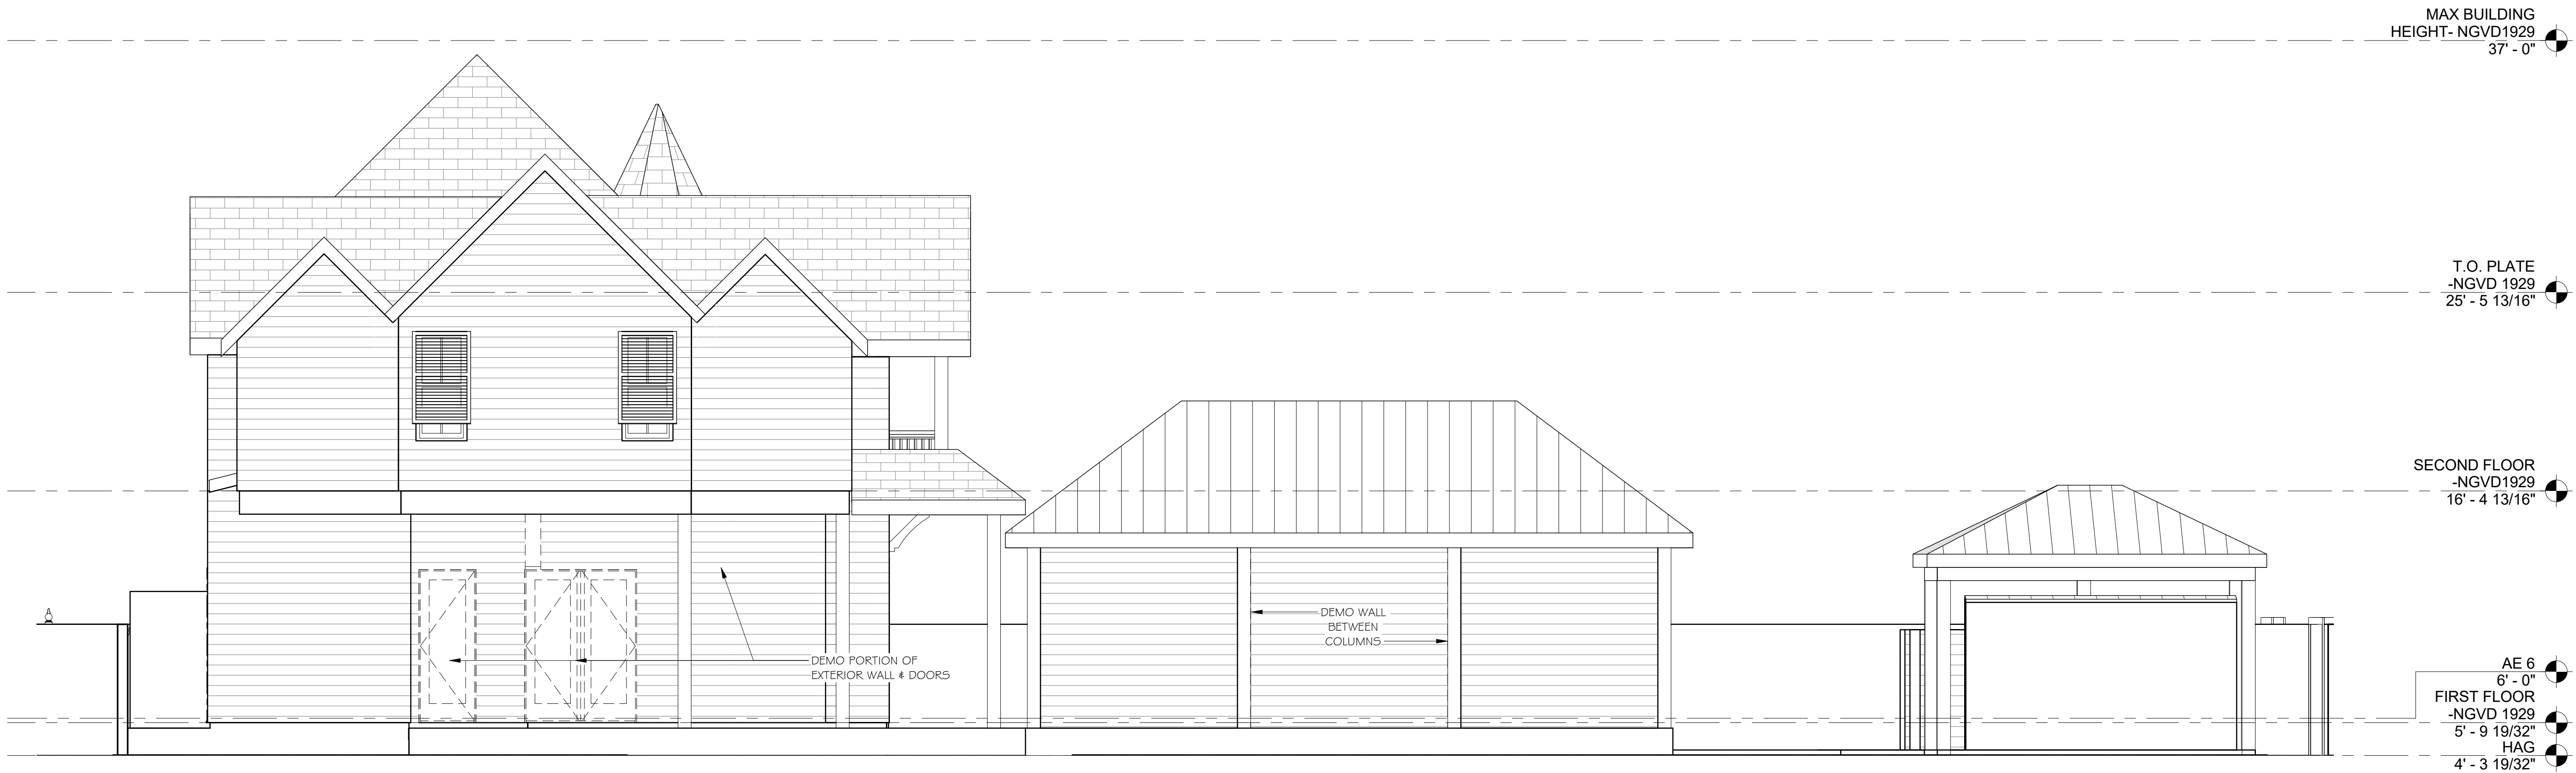 MAX BUILDING
HEIGHT- NGVD1929
37' - 0"
T.O. PLATE
-NGVD 1929
25' - 5 13/16"
SECOND FLOOR
-NGVD1929
16' - 4 13/16"
DEMO WALL
BETWEEN
COLUMNS
DEMO PORTION OF
EXTERIOR WALL & DOORS
AE 6
6' - 0"
FIRST FLOOR
-NGVD 1929
5' - 9 19/32"
HAG
4' - 3 19/32"